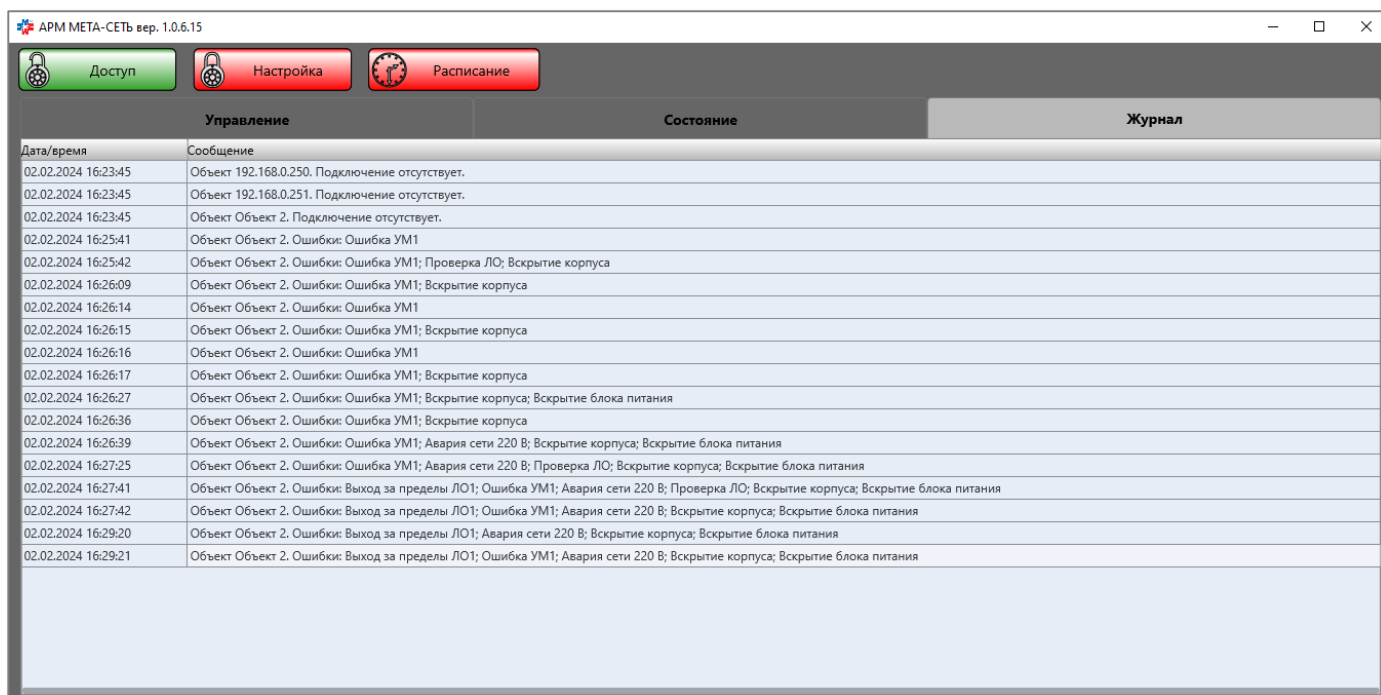 АРМ МЕТА-СЕТЬ вер. 1.0.6.15
Доступ Настройка Расписание
Управление Состояние Журнал
Дата/время Сообщение
02.02.2024 16:23:45 Объект 192.168.0.250. Подключение отсутствует.
02.02.2024 16:23:45 Объект 192.168.0.251. Подключение отсутствует.
02.02.2024 16:23:45 Объект Объект 2. Подключение отсутствует.
02.02.2024 16:25:41 Объект Объект 2. Ошибки: Ошибка УМ1
02.02.2024 16:25:42 Объект Объект 2. Ошибки: Ошибка УМ1; Проверка ЛО; Вскрытие корпуса
02.02.2024 16:26:09 Объект Объект 2. Ошибки: Ошибка УМ1; Вскрытие корпуса
02.02.2024 16:26:14 Объект Объект 2. Ошибки: Ошибка УМ1
02.02.2024 16:26:15 Объект Объект 2. Ошибки: Ошибка УМ1; Вскрытие корпуса
02.02.2024 16:26:16 Объект Объект 2. Ошибки: Ошибка УМ1
02.02.2024 16:26:17 Объект Объект 2. Ошибки: Ошибка УМ1; Вскрытие корпуса
02.02.2024 16:26:27 Объект Объект 2. Ошибки: Ошибка УМ1; Вскрытие корпуса; Вскрытие блока питания
02.02.2024 16:26:36 Объект Объект 2. Ошибки: Ошибка УМ1; Вскрытие корпуса
02.02.2024 16:26:39 Объект Объект 2. Ошибки: Ошибка УМ1; Авария сети 220 В; Вскрытие корпуса; Вскрытие блока питания
02.02.2024 16:27:25 Объект Объект 2. Ошибки: Ошибка УМ1; Авария сети 220 В; Проверка ЛО; Вскрытие корпуса; Вскрытие блока питания
02.02.2024 16:27:41 Объект Объект 2. Ошибки: Выход за пределы ЛО1; Ошибка УМ1; Авария сети 220 В; Проверка ЛО; Вскрытие корпуса; Вскрытие блока питания
02.02.2024 16:27:42 Объект Объект 2. Ошибки: Выход за пределы ЛО1; Ошибка УМ1; Авария сети 220 В; Вскрытие корпуса; Вскрытие блока питания
02.02.2024 16:29:20 Объект Объект 2. Ошибки: Выход за пределы ЛО1; Авария сети 220 В; Вскрытие корпуса; Вскрытие блока питания
02.02.2024 16:29:21 Объект Объект 2. Ошибки: Выход за пределы ЛО1; Ошибка УМ1; Авария сети 220 В; Вскрытие корпуса; Вскрытие блока питания